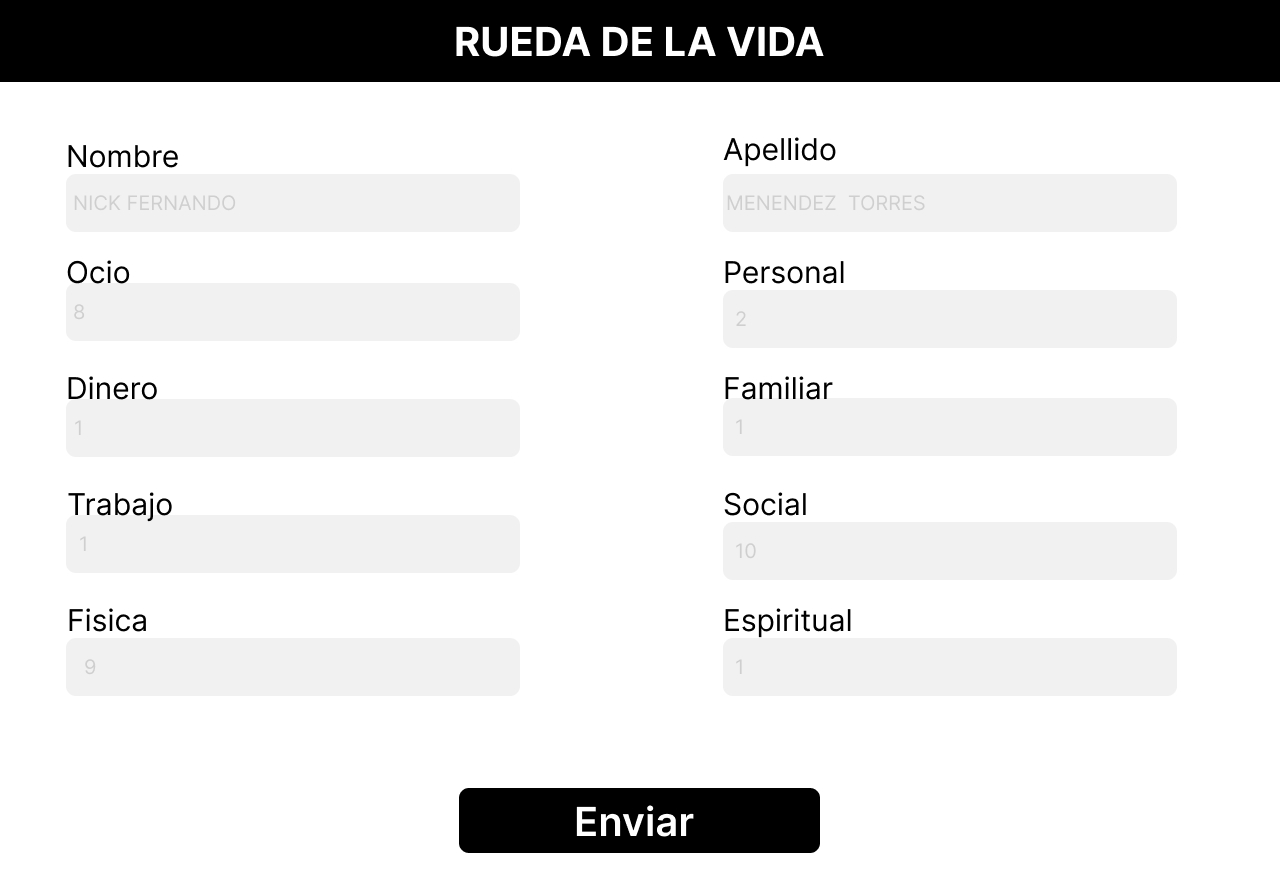 RUEDA DE LA VIDA
Nombre
Apellido
NICK FERNANDO
MENENDEZ  TORRES
Ocio
Personal
8
2
Dinero
Familiar
1
1
Trabajo
Social
1
10
Fisica
Espiritual
9
1
Enviar